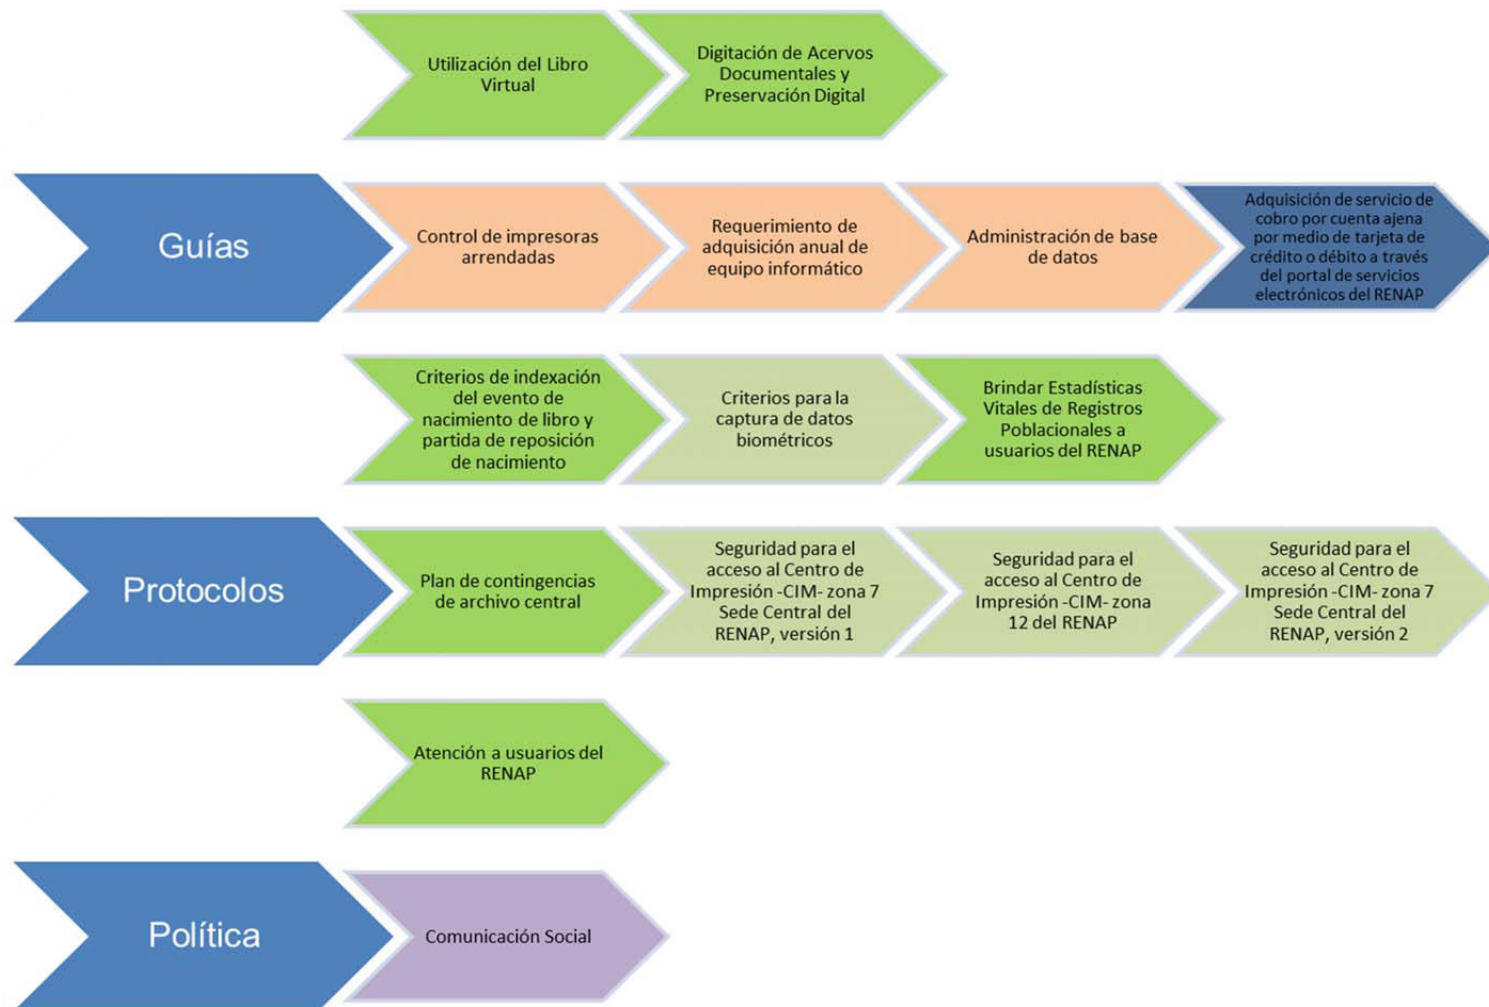 Utilización del Libro
Virtual
Digitación de Acervos
Documentales y
Preservación Digital
Guías
Control de impresoras
arrendadas
Requerimiento de
adquisición anual de
equipo informático
Administración de base
de datos
Adquisición de servicio de
cobro por cuenta ajena
por medio de tarjeta de
crédito o débito a través
del portal de servicios
electrónicos del RENAP
Criterios de indexación
del evento de
nacimiento de libro y
partida de reposición
de nacimiento
Criterios para la
captura de datos
biométricos
Brindar Estadísticas
Vitales de Registros
Poblacionales a
usuarios del RENAP
Protocolos
Plan de contingencias
de archivo central
Seguridad para el
acceso al Centro de
Impresión -CIM- zona 7
Sede Central del
RENAP, versión 1
Seguridad para el
acceso al Centro de
Impresión -CIM- zona
12 del RENAP
Seguridad para el
acceso al Centro de
Impresión -CIM- zona 7
Sede Central del
RENAP, versión 2
Atención a usuarios del
RENAP
Política
Comunicación Social